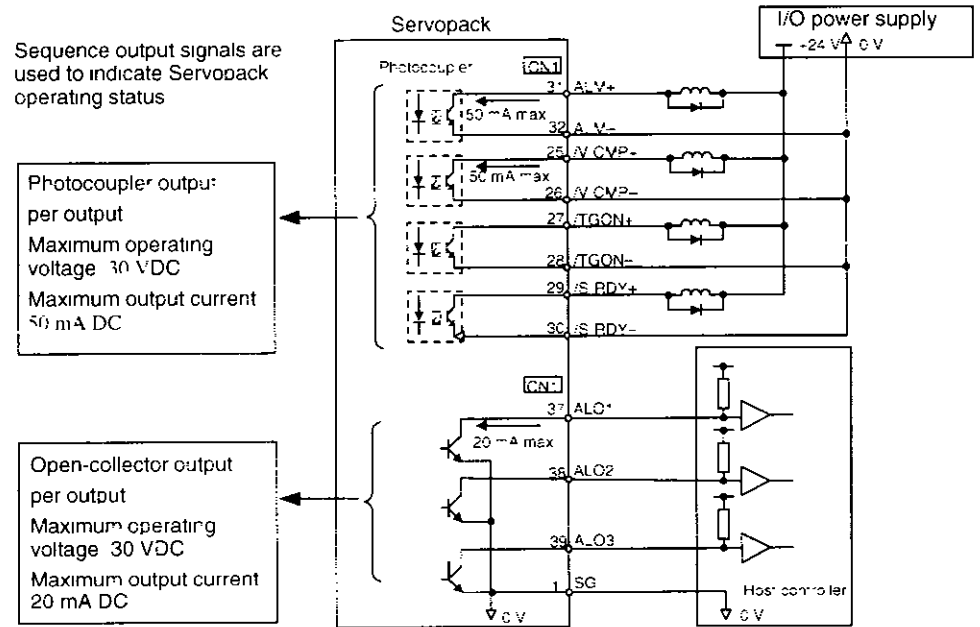 Sequence output signals are
used to indicate Servopack
operating status
Servopack
I/O power supply
+24 V
0 V
Photocoupler
CN1
31 ALM+
50 mA max
32 ALM−
25 /V CMP+
50 mA max
26 /V CMP−
27 /TGON+
28 /TGON−
29 /S RDY+
30 /S RDY−
Photocoupler output
per output
Maximum operating
voltage 30 VDC
Maximum output current
50 mA DC
CN1
37 ALO1
20 mA max
38 ALO2
39 ALO3
1 SG
0 V
Host controller
0 V
Open-collector output
per output
Maximum operating
voltage 30 VDC
Maximum output current
20 mA DC